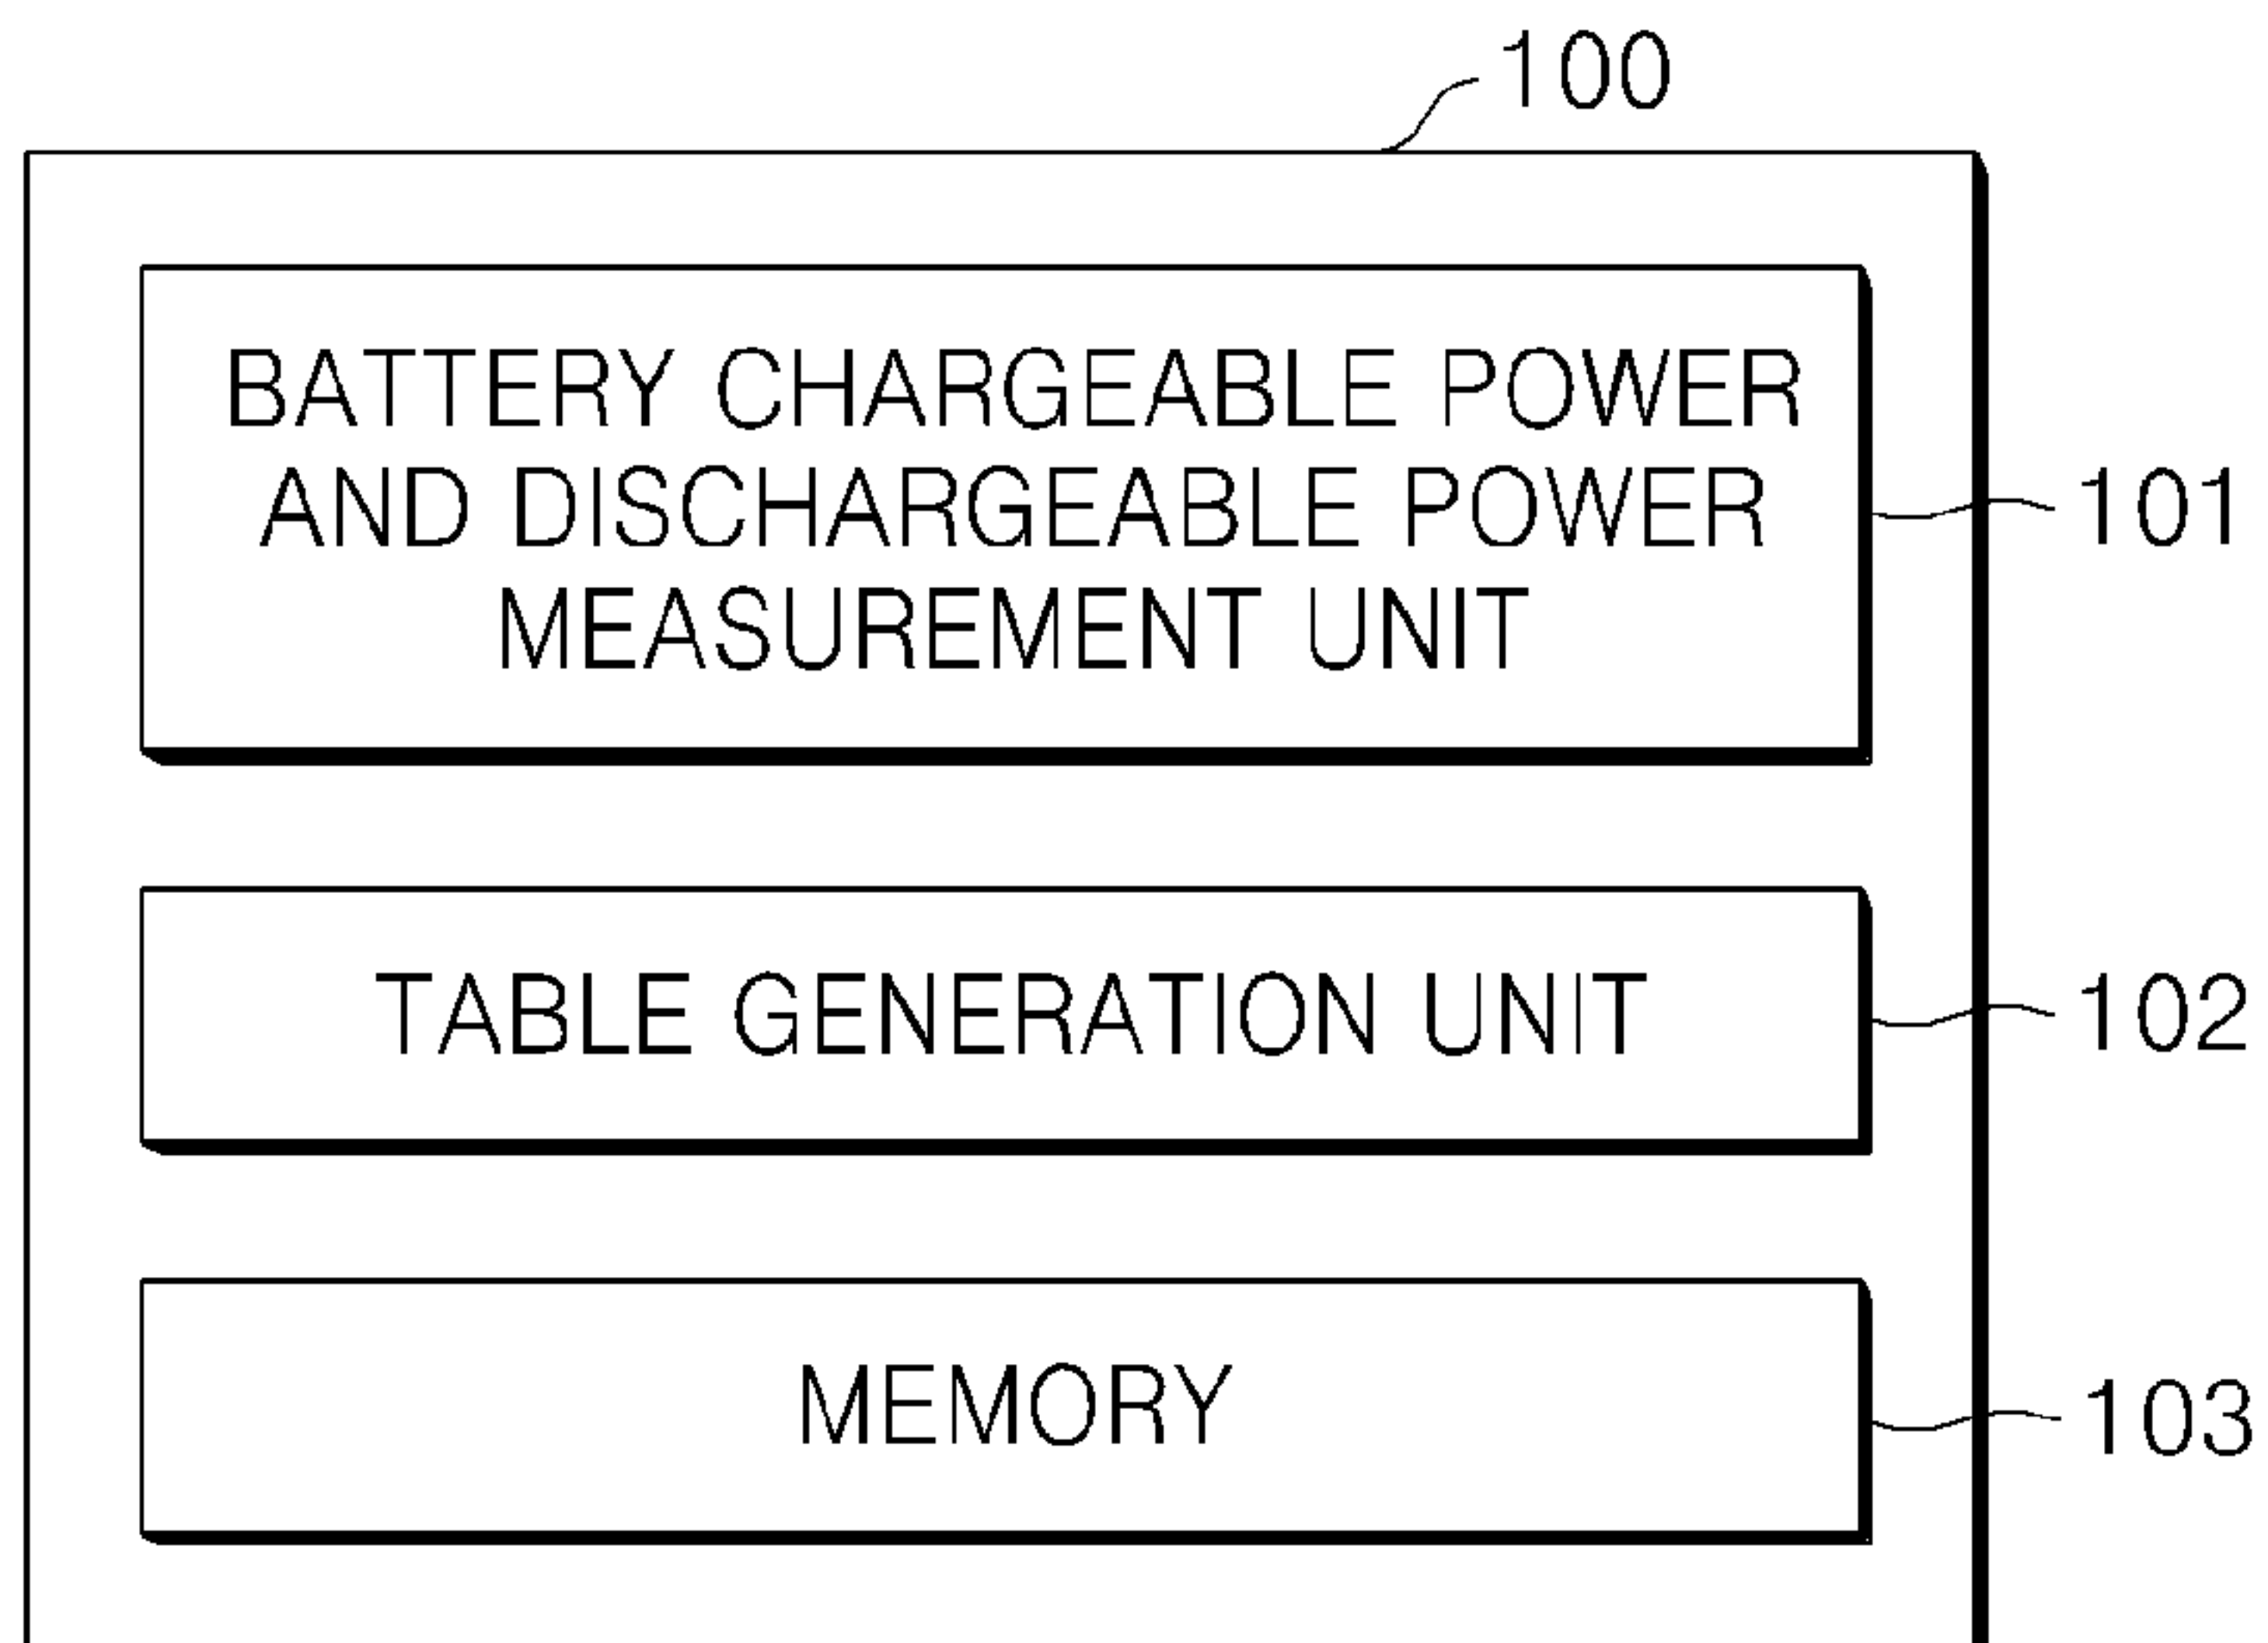 100
BATTERY CHARGEABLE POWER
AND DISCHARGEABLE POWER
MEASUREMENT UNIT
101
TABLE GENERATION UNIT
102
MEMORY
103